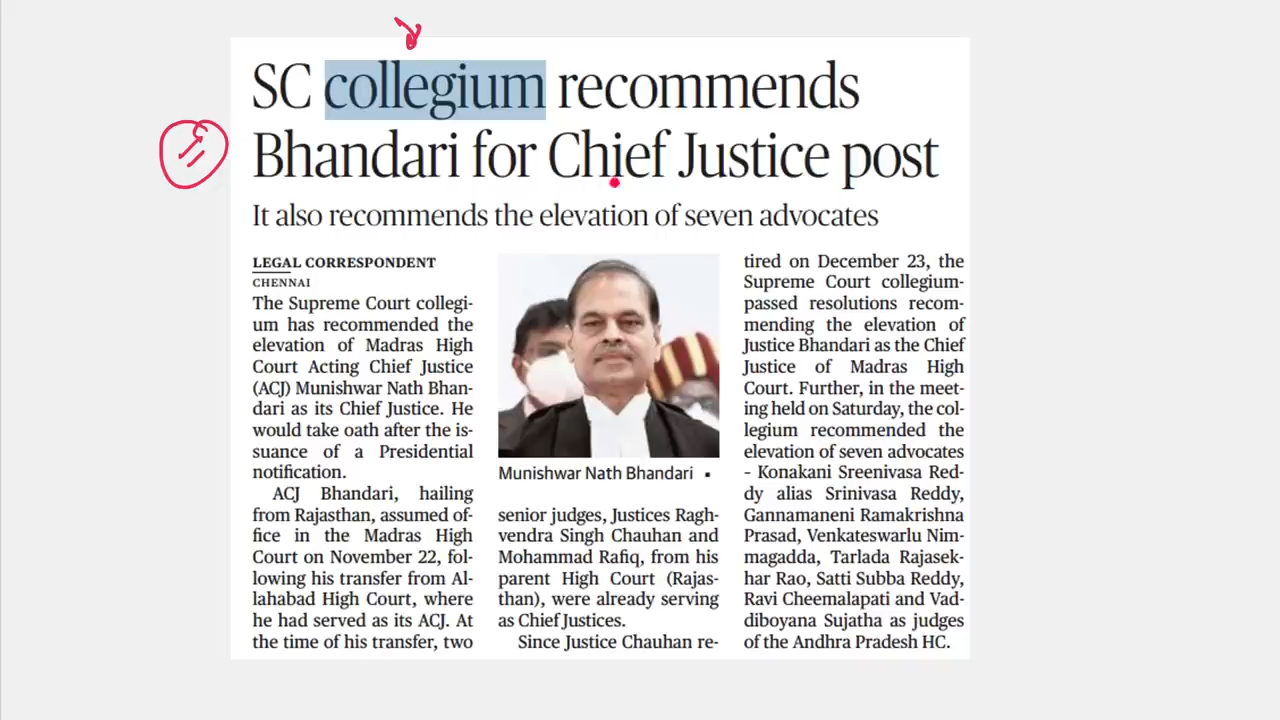 SC collegium recommends
Bhandari for Chief Justice post
It also recommends the elevation of seven advocates
LEGAL CORRESPONDENT
CHENNAI
The Supreme Court collegi-
um has recommended the
elevation of Madras High
Court Acting Chief Justice
(ACJ) Munishwar Nath Bhan-
dari as its Chief Justice. He
would take oath after the is-
suance of a Presidential
notification.
ACJ Bhandari, hailing
from Rajasthan, assumed of-
fice in the Madras High
Court on November 22, fol-
lowing his transfer from Al-
lahabad High Court, where
he had served as its ACJ. At
the time of his transfer, two
Munishwar Nath Bhandari
senior judges, Justices Ragh-
vendra Singh Chauhan and
Mohammad Rafiq, from his
parent High Court (Rajas-
than), were already serving
as Chief Justices.
Since Justice Chauhan re-
tired on December 23, the
Supreme Court collegium-
passed resolutions recom-
mending the elevation of
Justice Bhandari as the Chief
Justice of Madras High
Court. Further, in the meet-
ing held on Saturday, the col-
legium recommended the
elevation of seven advocates
- Konakani Sreenivasa Red-
dy alias Srinivasa Reddy,
Gannamaneni Ramakrishna
Prasad, Venkateswarlu Nim-
magadda, Tarlada Rajasek-
har Rao, Satti Subba Reddy,
Ravi Cheemalapati and Vad-
diboyana Sujatha as judges
of the Andhra Pradesh HC.